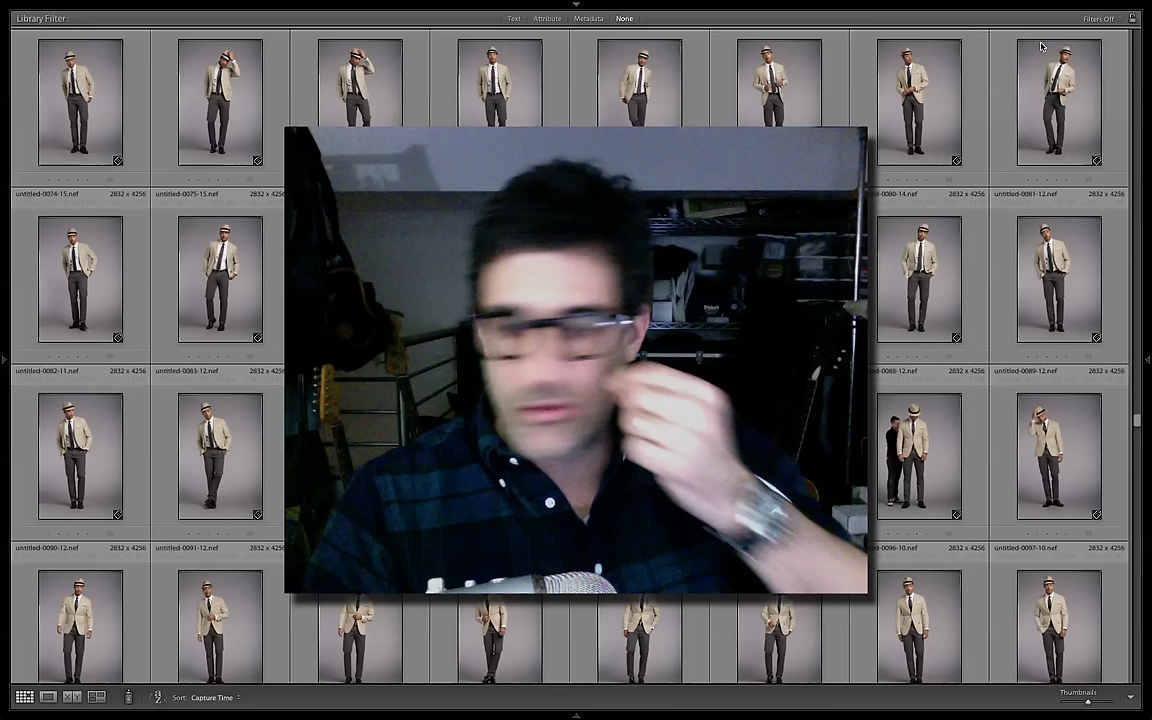 Library Filter:
Text
Attribute
Metadata
None
Filters Off
untitled-0074-15.nef 2832 x 4256
untitled-0075-15.nef 2832 x 4256
0080-14.nef 2832 x 4256
untitled-0081-12.nef 2832 x 4256
untitled-0082-11.nef 2832 x 4256
untitled-0083-12.nef 2832 x 4256
0088-12.nef 2832 x 4256
untitled-0089-12.nef 2832 x 4256
untitled-0090-12.nef 2832 x 4256
untitled-0091-12.nef 2832 x 4256
0096-10.nef 2832 x 4256
untitled-0097-10.nef 2832 x 4256
Sort: Capture Time
Thumbnails